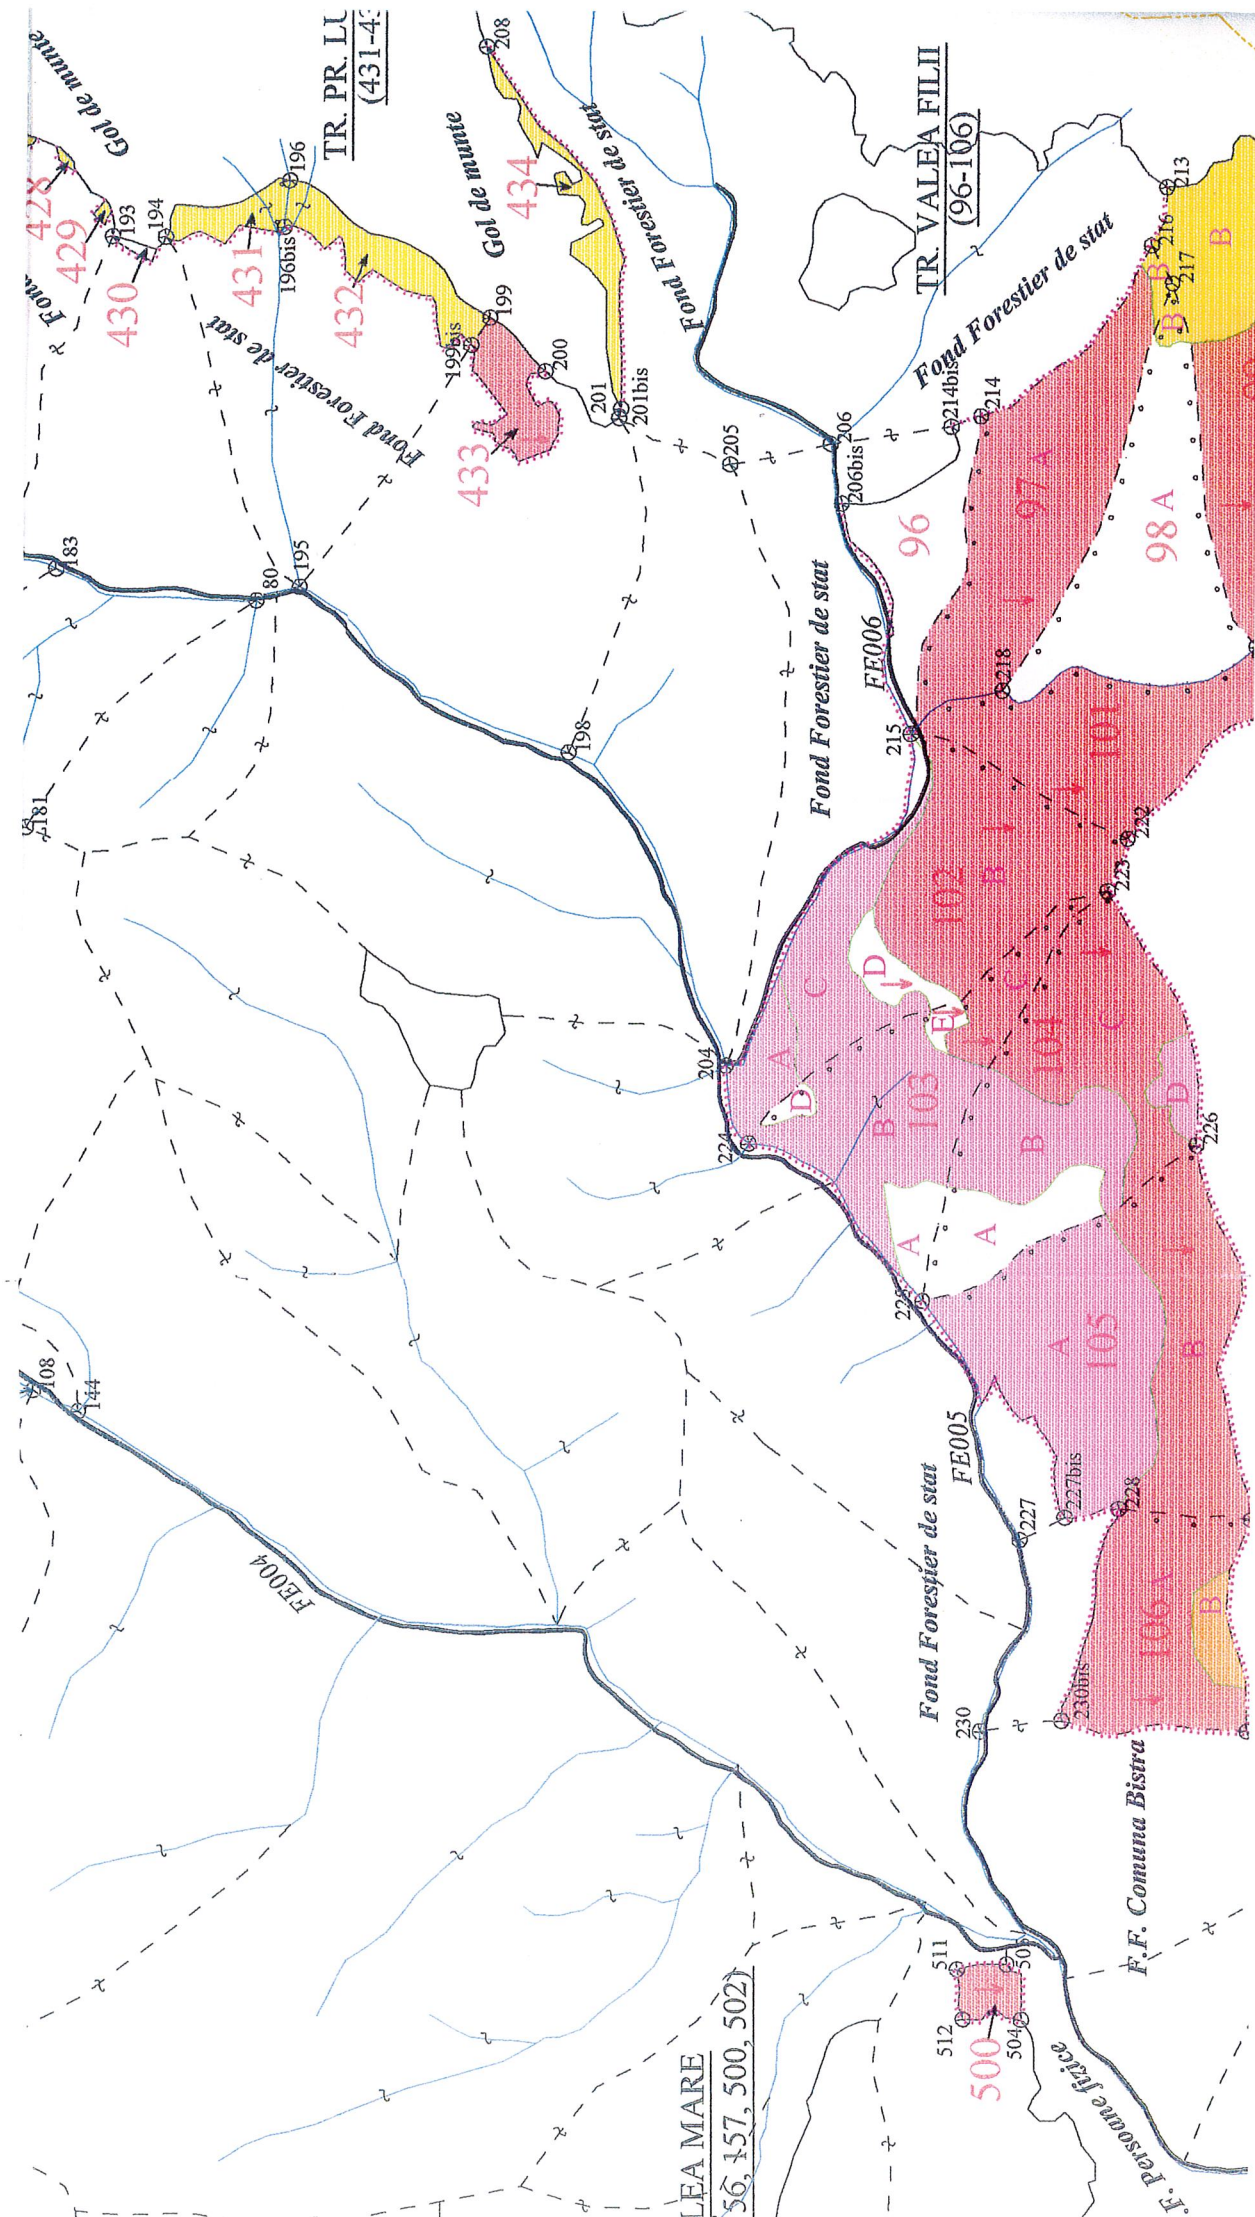 Gol de munte
TR. PR. LU
(431-43
208
428
429
193
194
430
431
196
196bis
432
Fond Forestier de stat
199bis
199
200
433
Gol de munte
434
201
201bis
Fond Forestier de stat
205
206
206bis
TR. VALEA FILII
(96-106)
Fond Forestier de stat
214bis
214
213
216
217
B
B
B
96
97 A
98 A
183
80
195
181
198
Fond Forestier de stat
FE006
215
218
101
222
223
102
B
C
D
E
C
104
C
D
204
224
A
D
B
103
B
A
A
226
225
A
105
B
108
144
FE004
FE005
Fond Forestier de stat
227
227bis
228
106 A
B
230
230bis
F.F. Comuna Bistra
511
512
504
500
LEA MARE
56, 157, 500, 502)
.F. Persoane fizice